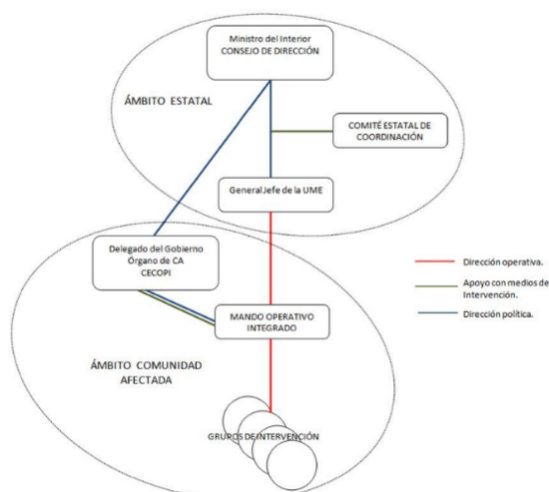 Ministro del Interior
CONSEJO DE DIRECCIÓN
ÁMBITO ESTATAL
COMITÉ ESTATAL DE
COORDINACIÓN
General Jefe de la UME
Delegado del Gobierno
Órgano de CA
CECOPI
Dirección operativa.
Apoyo con medios de
Intervención.
Dirección política.
MANDO OPERATIVO
INTEGRADO
ÁMBITO COMUNIDAD
AFECTADA
GRUPOS DE INTERVENCIÓN